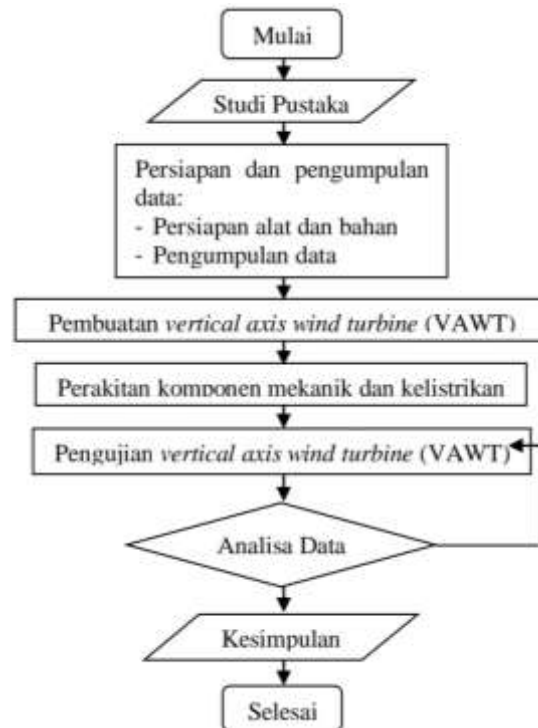 Mulai
Studi Pustaka
Persiapan dan pengumpulan
data:
- Persiapan alat dan bahan
- Pengumpulan data
Pembuatan vertical axis wind turbine (VAWT)
Perakitan komponen mekanik dan kelistrikan
Pengujian vertical axis wind turbine (VAWT)
Analisa Data
Kesimpulan
Selesai